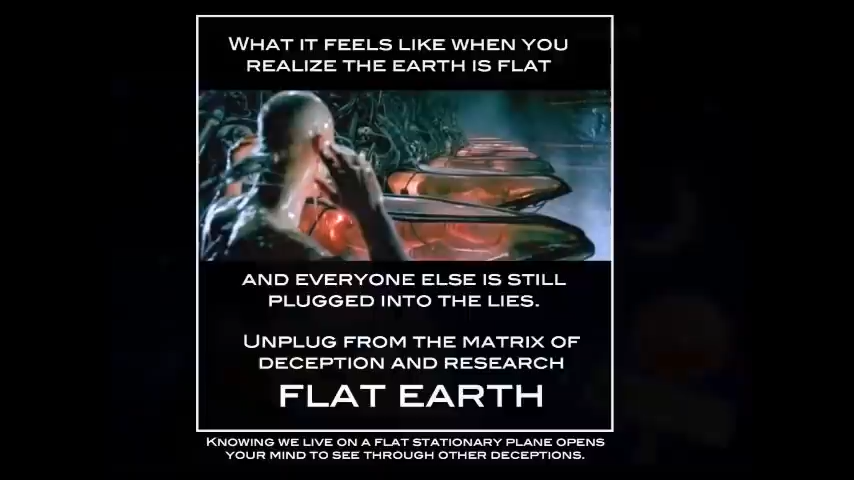 What it feels like when you
realize the Earth is flat
and everyone else is still
plugged into the lies.
Unplug from the matrix of
deception and research
FLAT EARTH
Knowing we live on a flat stationary plane opens
your mind to see through other deceptions.